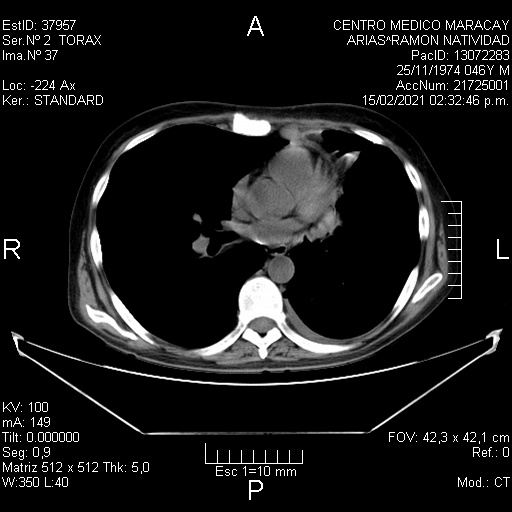 EstID: 37957
Ser.Nº 2 TORAX
Ima.Nº 37
Loc: -224 Ax
Ker.: STANDARD
A
CENTRO MEDICO MARACAY
ARIAS^RAMON NATIVIDAD
PacID: 13072283
25/11/1974 046Y M
AccNum: 21725001
15/02/2021 02:32:46 p.m.
R
L
KV: 100
mA: 149
Tilt: 0.000000
Seg: 0,9
Matriz 512 x 512 Thk: 5,0
W:350 L:40
Esc 1=10 mm
P
FOV: 42,3 x 42,1 cm
Ref.: 0
Mod.: CT